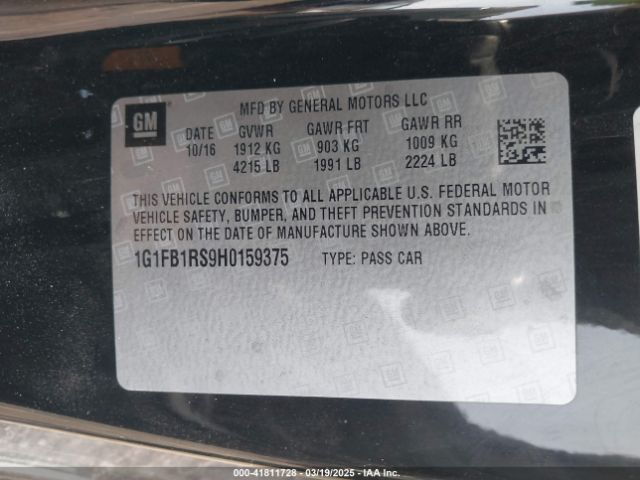 GM
MFD BY GENERAL MOTORS LLC
DATE GVWR GAWR FRT GAWR RR
10/16 1912 KG 903 KG 1009 KG
4215 LB 1991 LB 2224 LB
THIS VEHICLE CONFORMS TO ALL APPLICABLE U.S. FEDERAL MOTOR
VEHICLE SAFETY, BUMPER, AND THEFT PREVENTION STANDARDS IN
EFFECT ON THE DATE OF MANUFACTURE SHOWN ABOVE.
1G1FB1RS9H0159375 TYPE: PASS CAR
000-41811728 - 03/19/2025 - IAA Inc.